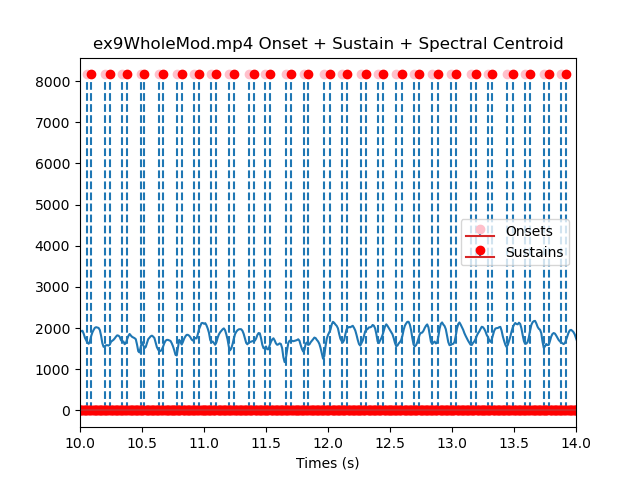 ex9WholeMod.mp4 Onset + Sustain + Spectral Centroid
8000
7000
6000
5000
4000
3000
2000
1000
0
Onsets
Sustains
10.0 10.5 11.0 11.5 12.0 12.5 13.0 13.5 14.0
Times (s)